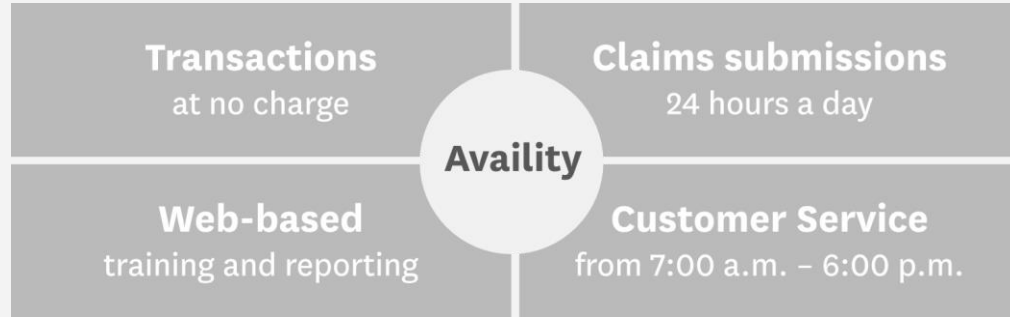 Transactions
at no charge
Claims submissions
24 hours a day
Availity
Web-based
training and reporting
Customer Service
from 7:00 a.m. – 6:00 p.m.